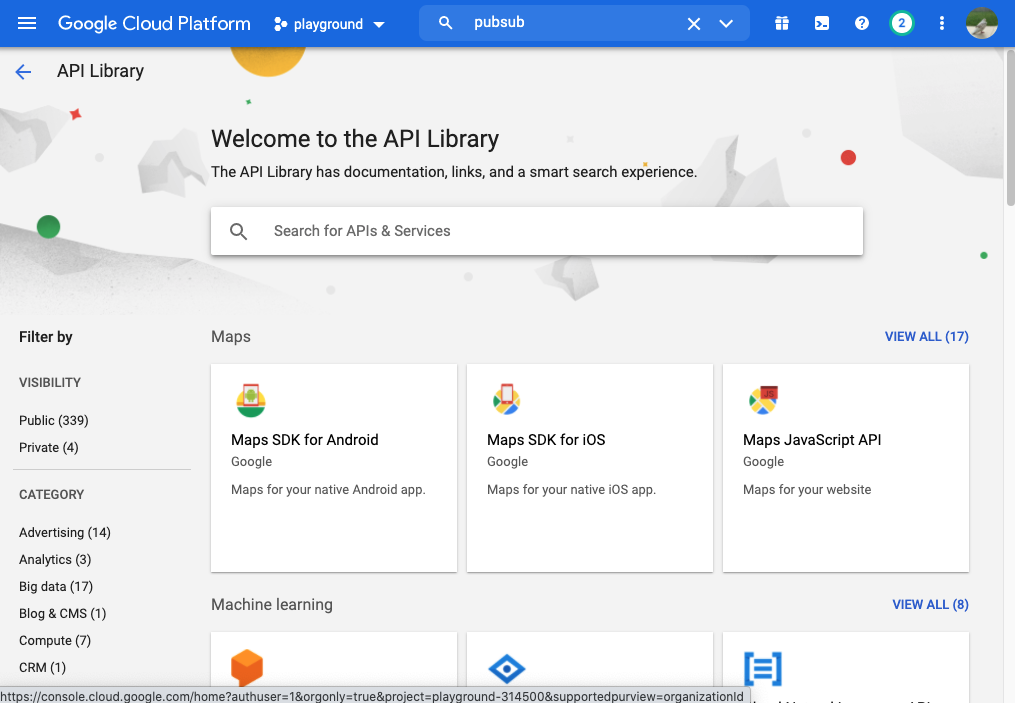 Google Cloud Platform playground pubsub 2
API Library
Welcome to the API Library
The API Library has documentation, links, and a smart search experience.
Search for APIs & Services
Filter by
VISIBILITY
Public (339)
Private (4)
CATEGORY
Advertising (14)
Analytics (3)
Big data (17)
Blog & CMS (1)
Compute (7)
CRM (1)
Maps VIEW ALL (17)
Maps SDK for Android
Google
Maps for your native Android app.
Maps SDK for iOS
Google
Maps for your native iOS app.
JS
Maps JavaScript API
Google
Maps for your website
Machine learning VIEW ALL (8)
https://console.cloud.google.com/home?authuser=1&orgonly=true&project=playground-314500&supportedpurview=organizationId